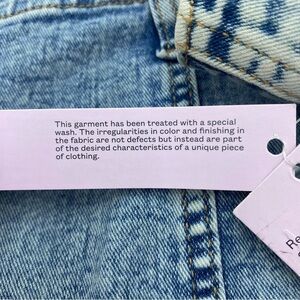 This garment has been treated with a special
wash. The irregularities in color and finishing in
the fabric are not defects but instead are part
of the desired characteristics of a unique piece
of clothing.